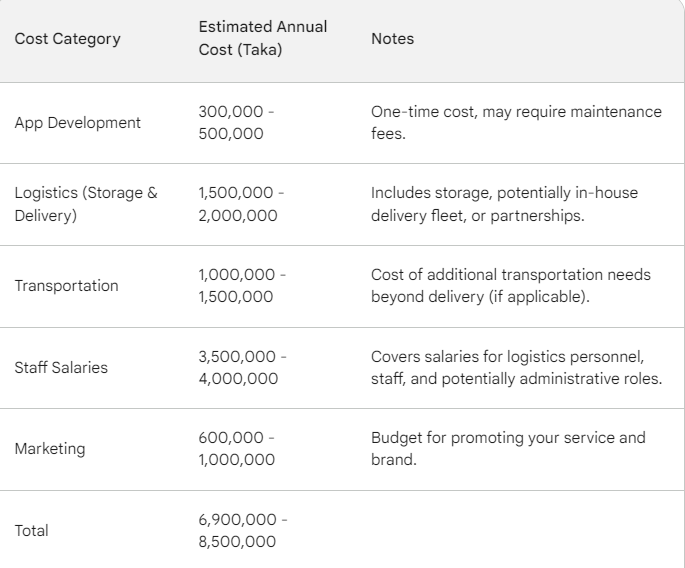 Cost Category
Estimated Annual
Cost (Taka)
Notes
App Development
300,000 -
500,000
One-time cost, may require maintenance
fees.
Logistics (Storage &
Delivery)
1,500,000 -
2,000,000
Includes storage, potentially in-house
delivery fleet, or partnerships.
Transportation
1,000,000 -
1,500,000
Cost of additional transportation needs
beyond delivery (if applicable).
Staff Salaries
3,500,000 -
4,000,000
Covers salaries for logistics personnel,
staff, and potentially administrative roles.
Marketing
600,000 -
1,000,000
Budget for promoting your service and
brand.
Total
6,900,000 -
8,500,000